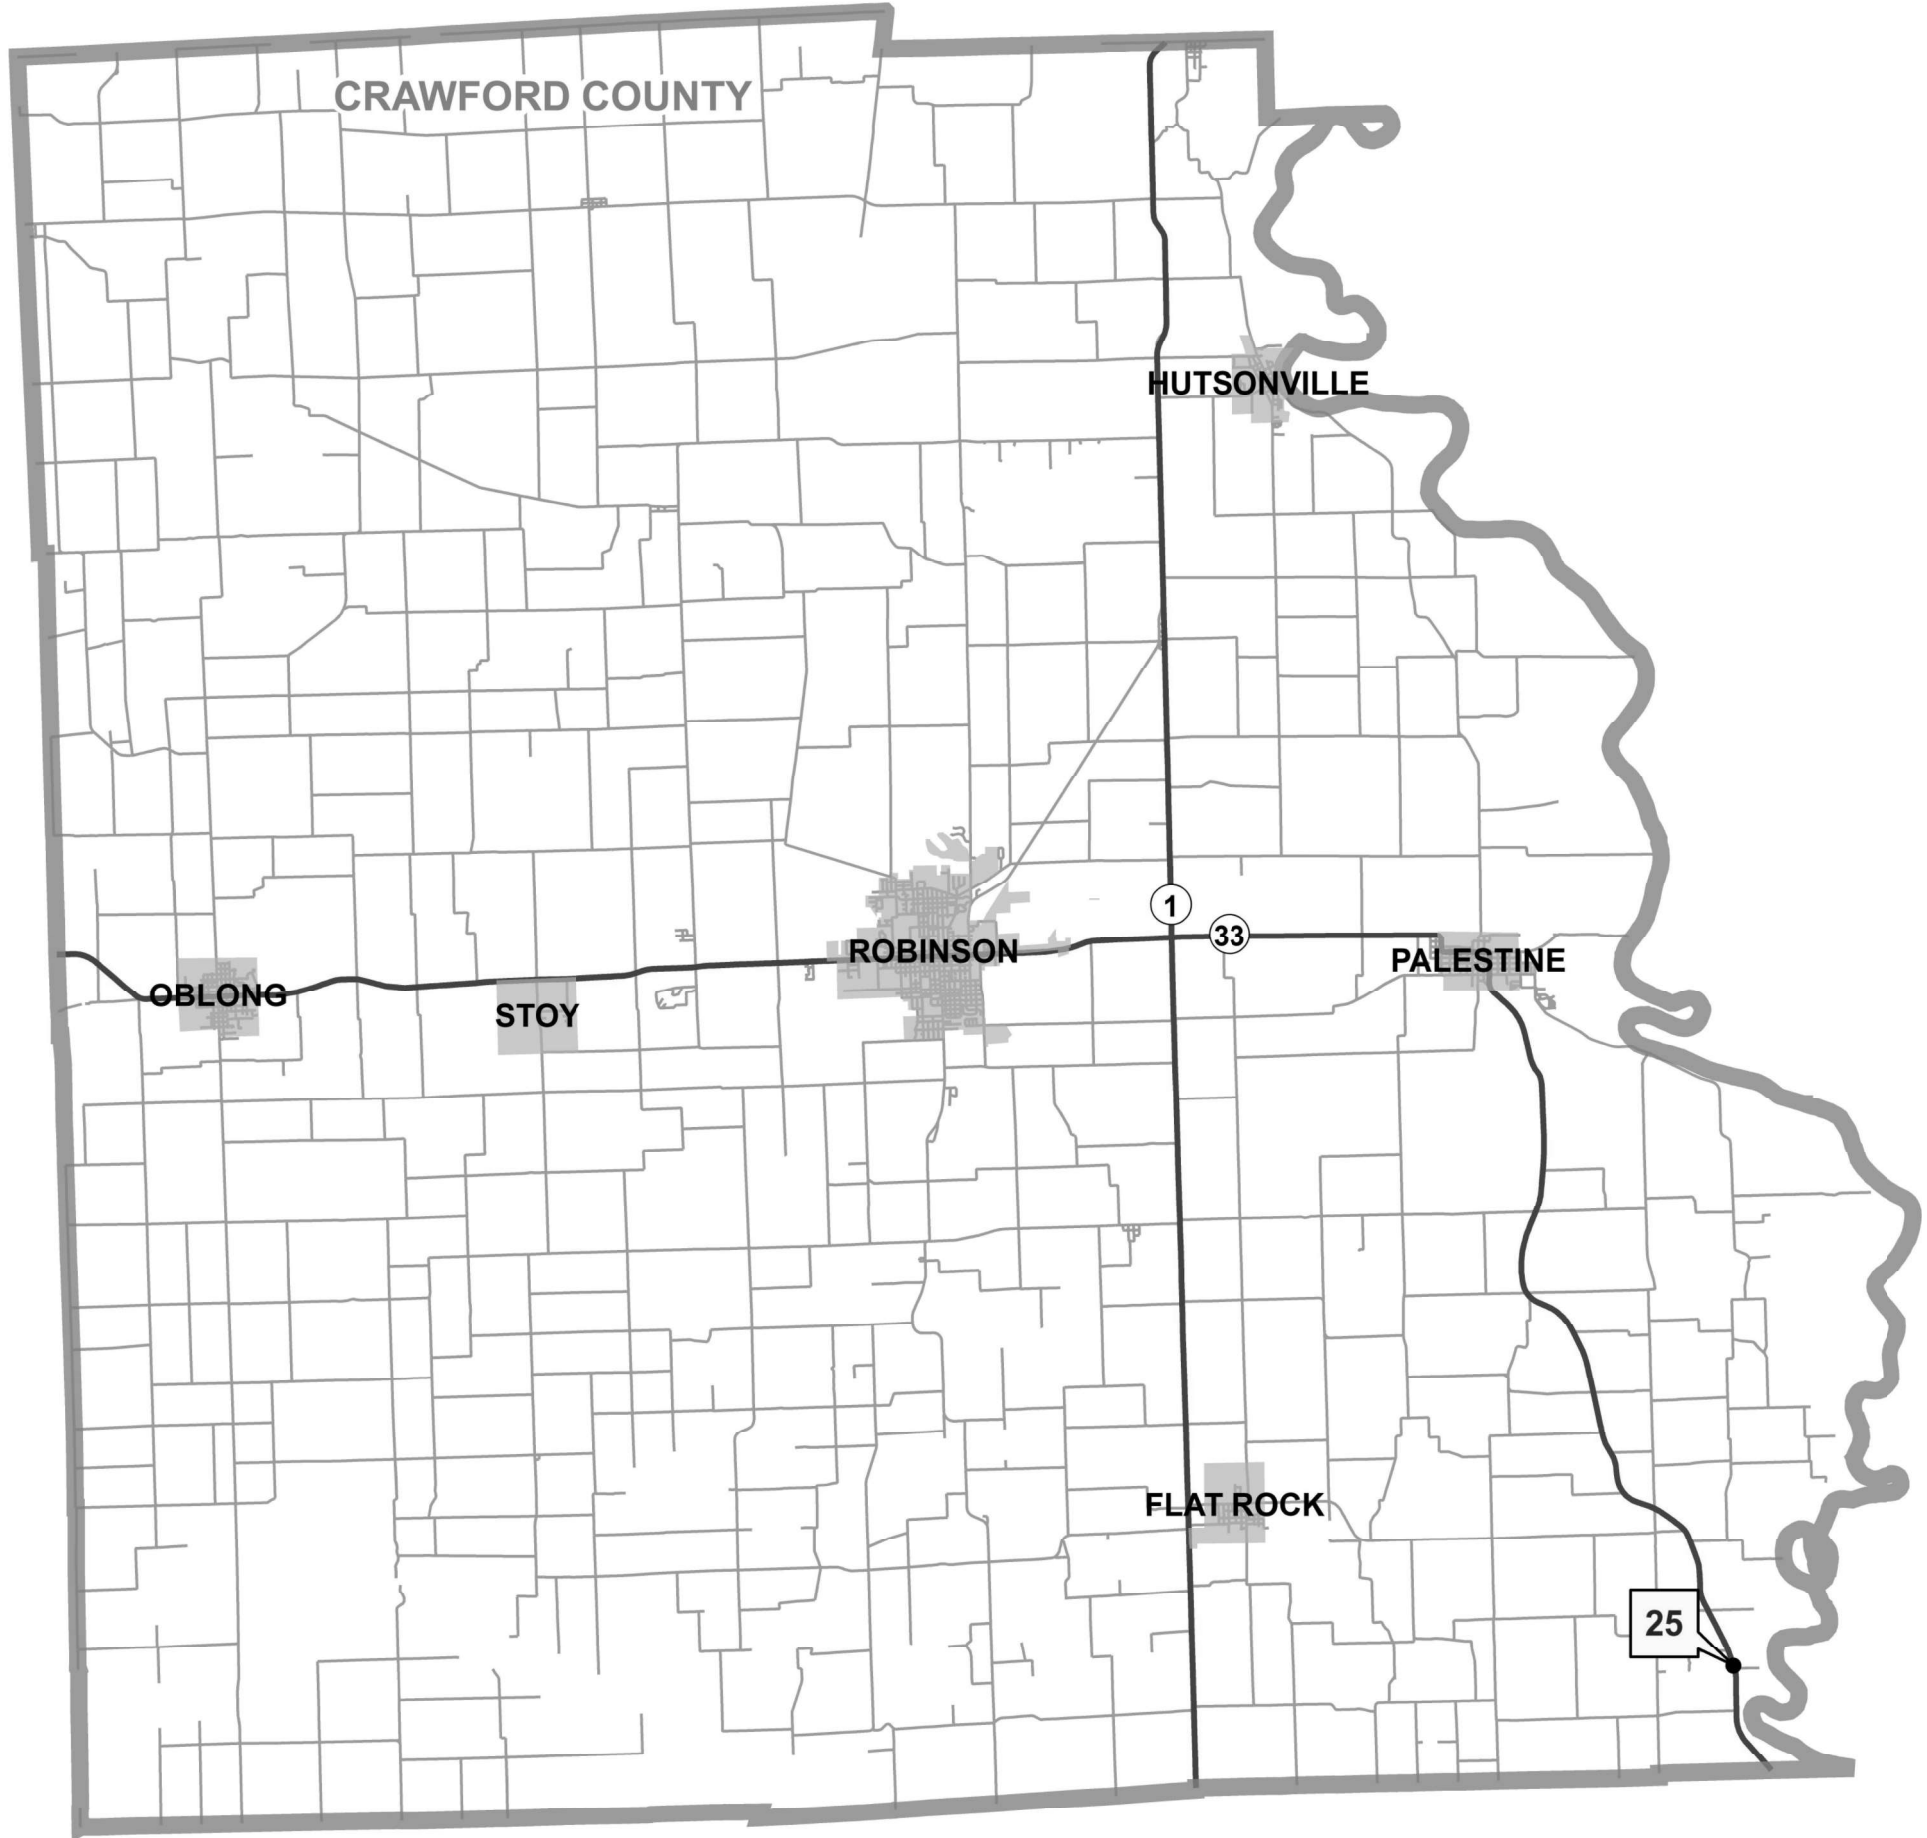 CRAWFORD COUNTY
HUTSONVILLE
1
33
ROBINSON
PALESTINE
OBLONG
STOY
FLAT ROCK
25